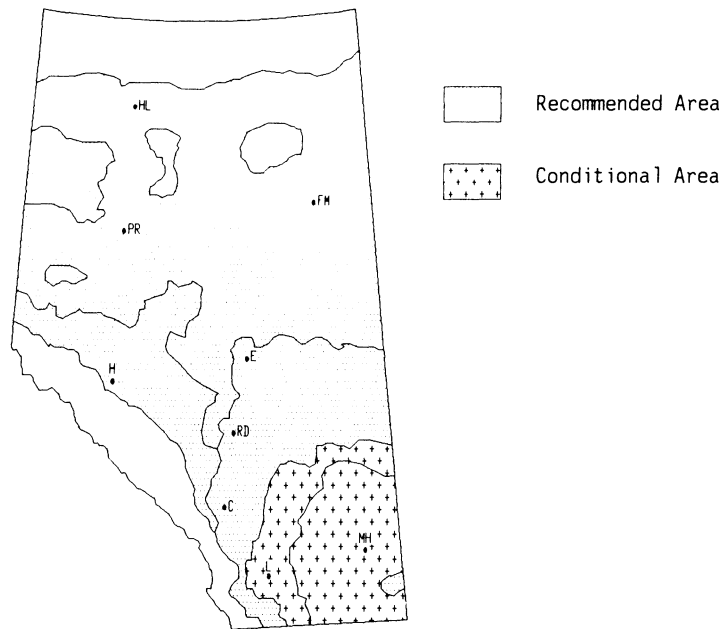 HL
Recommended Area
Conditional Area
FM
PR
E
H
RD
C
MH
L